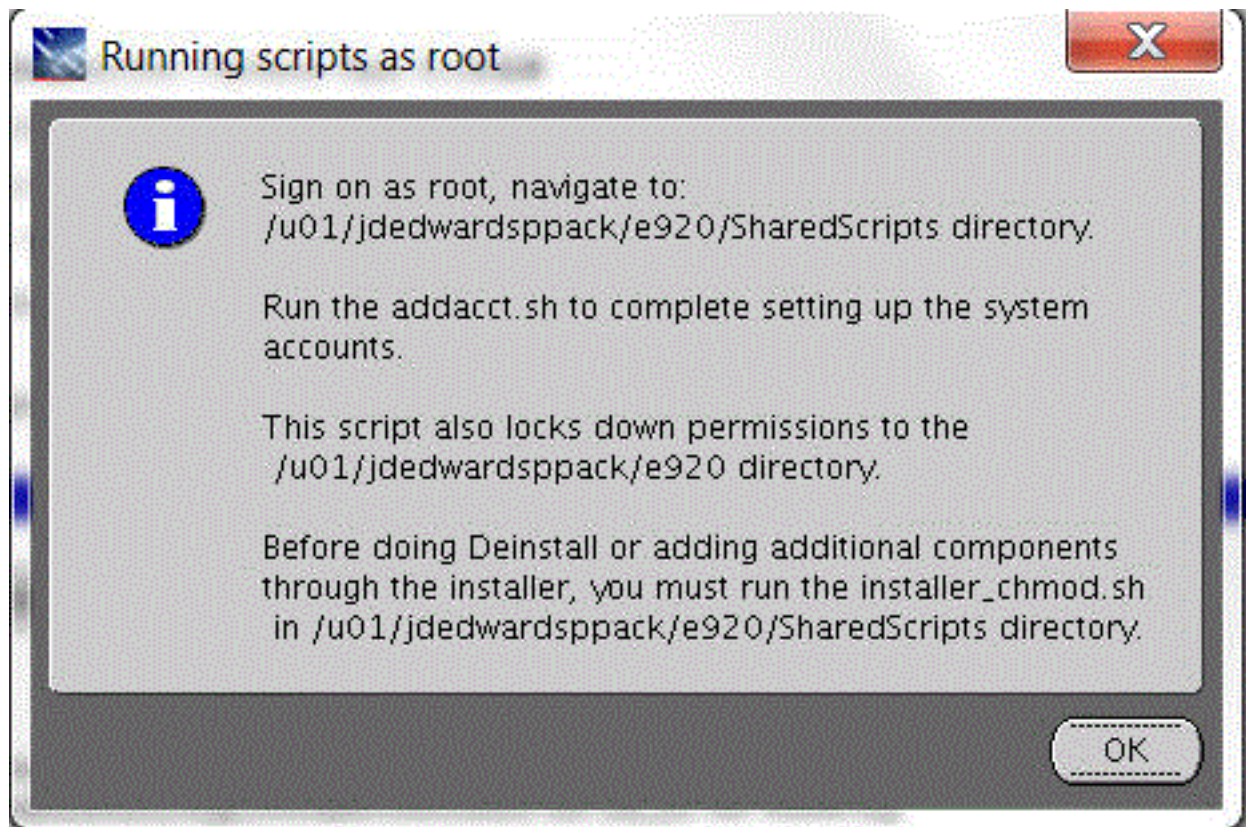 Running scripts as root
Sign on as root, navigate to:
/u01/jdedwardsppack/e920/SharedScripts directory.
Run the addacct.sh to complete setting up the system
accounts.
This script also locks down permissions to the
/u01/jdedwardsppack/e920 directory.
Before doing Deinstall or adding additional components
through the installer, you must run the installer_chmod.sh
in /u01/jdedwardsppack/e920/SharedScripts directory.
OK